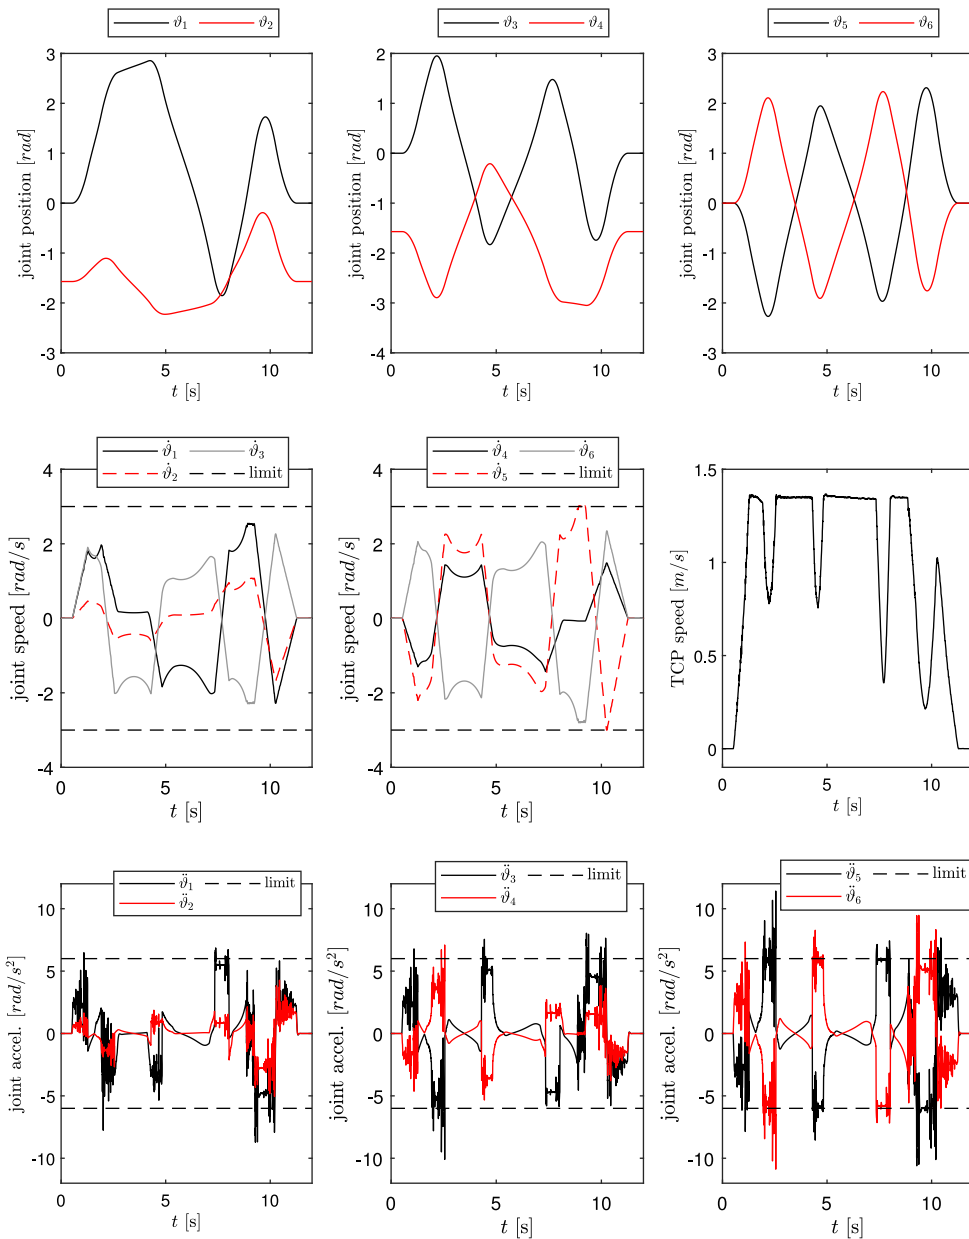 ϑ₁ ϑ₂
3
2
1
0
-1
-2
-3
0 5 10
joint position [rad]
t [s]
ϑ₃ ϑ₄
2
1
0
-1
-2
-3
-4
0 5 10
joint position [rad]
t [s]
ϑ₅ ϑ₆
3
2
1
0
-1
-2
-3
0 5 10
joint position [rad]
t [s]
ϑ̇₁ ϑ̇₃
ϑ̇₂ limit
4
2
0
-2
-4
0 5 10
joint speed [rad/s]
t [s]
ϑ̇₄ ϑ̇₆
ϑ̇₅ limit
4
2
0
-2
-4
0 5 10
joint speed [rad/s]
t [s]
1.5
1
0.5
0
0 5 10
TCP speed [m/s]
t [s]
ϑ̈₁ limit
ϑ̈₂
10
5
0
-5
-10
0 5 10
joint accel. [rad/s²]
t [s]
ϑ̈₃ limit
ϑ̈₄
10
5
0
-5
-10
0 5 10
joint accel. [rad/s²]
t [s]
ϑ̈₅ limit
ϑ̈₆
10
5
0
-5
-10
0 5 10
joint accel. [rad/s²]
t [s]